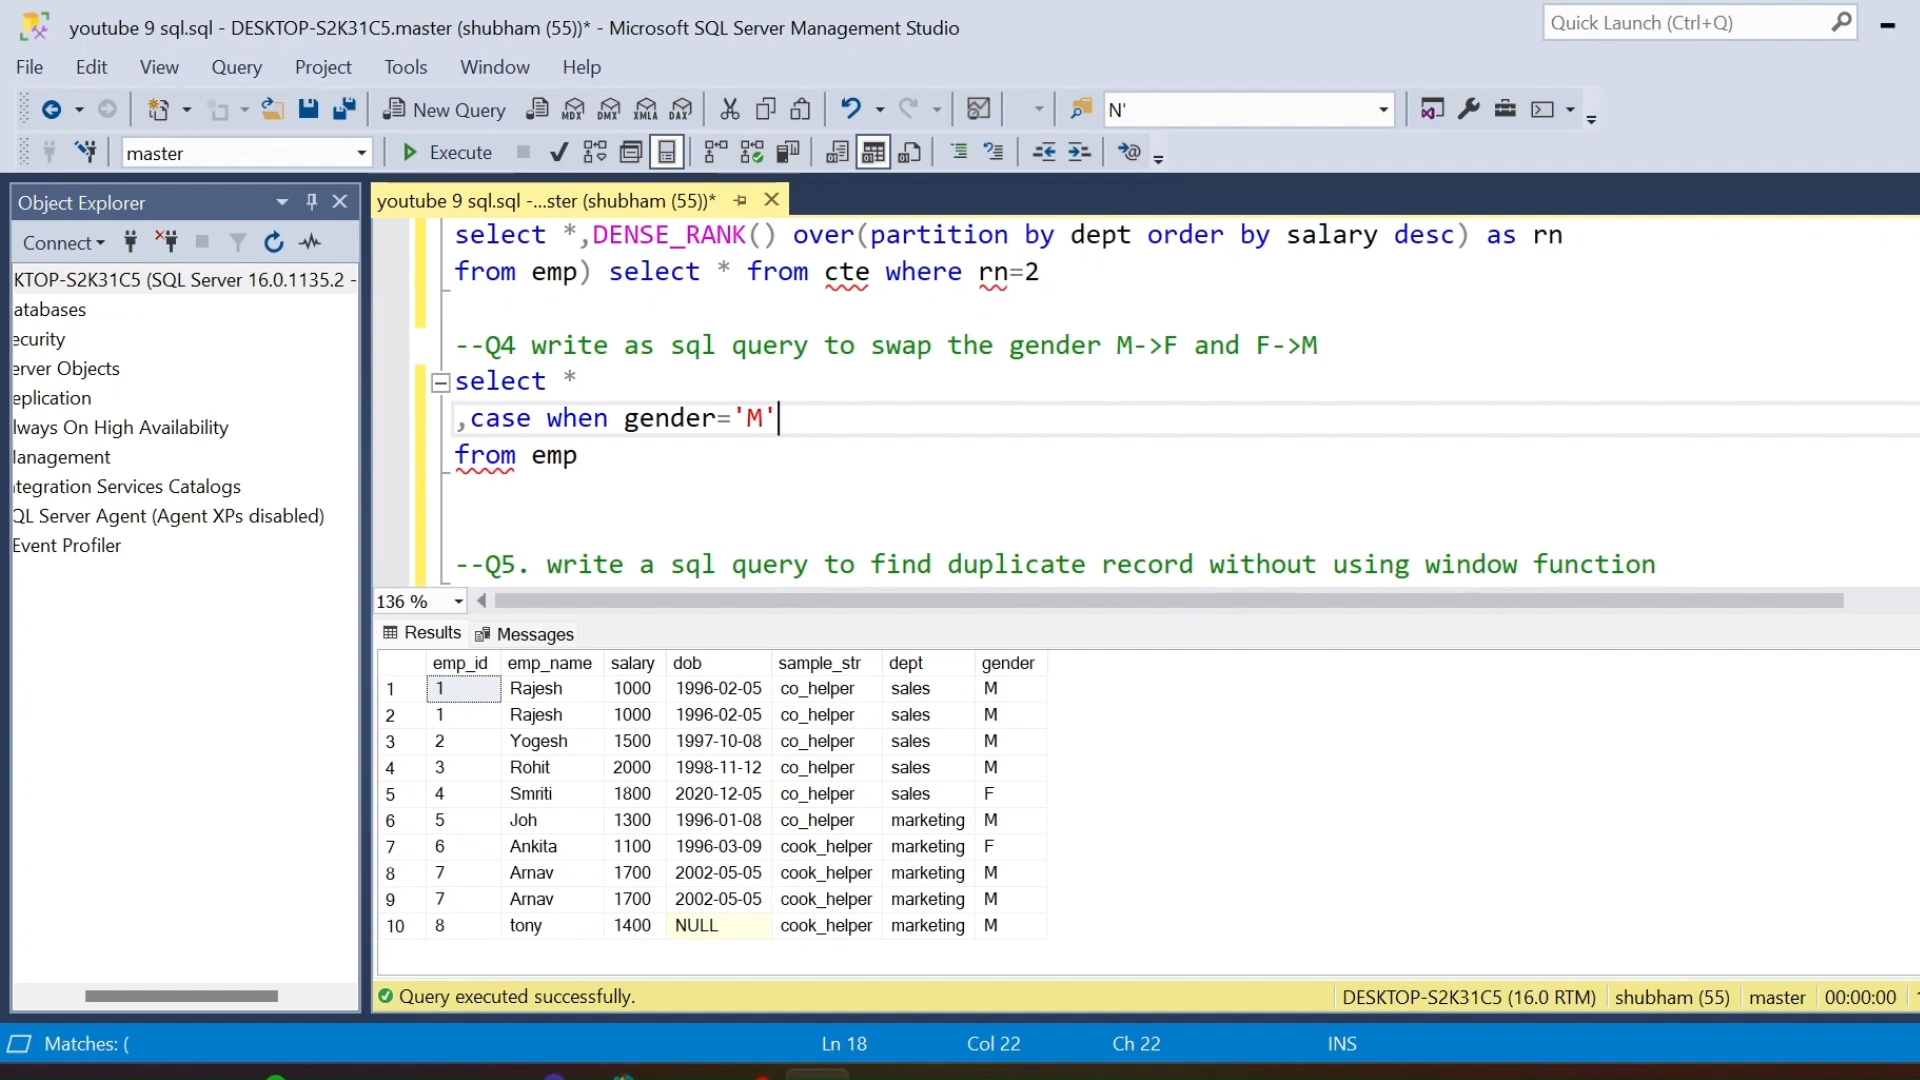 youtube 9 sql.sql - DESKTOP-S2K31C5.master (shubham (55))* - Microsoft SQL Server Management Studio
Quick Launch (Ctrl+Q)
File Edit View Query Project Tools Window Help
New Query MDX DMX XMLA DAX N'
master Execute
Object Explorer
youtube 9 sql.sql -...ster (shubham (55))*
Connect
KTOP-S2K31C5 (SQL Server 16.0.1135.2 -
atabases
ecurity
erver Objects
eplication
lways On High Availability
lanagement
itegration Services Catalogs
QL Server Agent (Agent XPs disabled)
Event Profiler
select *,DENSE_RANK() over(partition by dept order by salary desc) as rn
from emp) select * from cte where rn=2
--Q4 write as sql query to swap the gender M->F and F->M
select *
,case when gender='M'
from emp
--Q5. write a sql query to find duplicate record without using window function
136 %
Results Messages
emp_id emp_name salary dob sample_str dept gender
1 1 Rajesh 1000 1996-02-05 co_helper sales M
2 1 Rajesh 1000 1996-02-05 co_helper sales M
3 2 Yogesh 1500 1997-10-08 co_helper sales M
4 3 Rohit 2000 1998-11-12 co_helper sales M
5 4 Smriti 1800 2020-12-05 co_helper sales F
6 5 Joh 1300 1996-01-08 co_helper marketing M
7 6 Ankita 1100 1996-03-09 cook_helper marketing F
8 7 Arnav 1700 2002-05-05 cook_helper marketing M
9 7 Arnav 1700 2002-05-05 cook_helper marketing M
10 8 tony 1400 NULL cook_helper marketing M
Query executed successfully.
DESKTOP-S2K31C5 (16.0 RTM) shubham (55) master 00:00:00
Matches: (
Ln 18 Col 22 Ch 22 INS